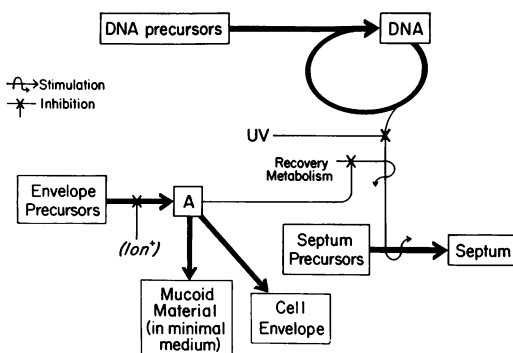 DNA precursors
DNA
Stimulation
Inhibition
UV
Recovery
Metabolism
Envelope
Precursors
A
(lon⁺)
Septum
Precursors
Septum
Mucoid
Material
(in minimal
medium)
Cell
Envelope